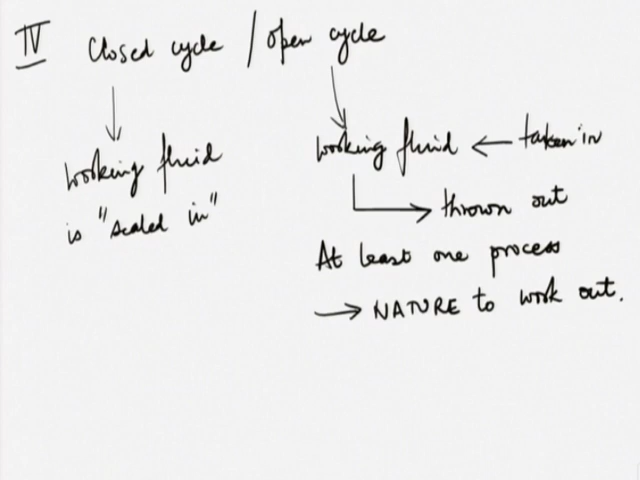 IV Closed cycle / open cycle
working fluid
is "sealed in"
working fluid ← taken in
→ thrown out
At least one process
→ NATURE to work out.